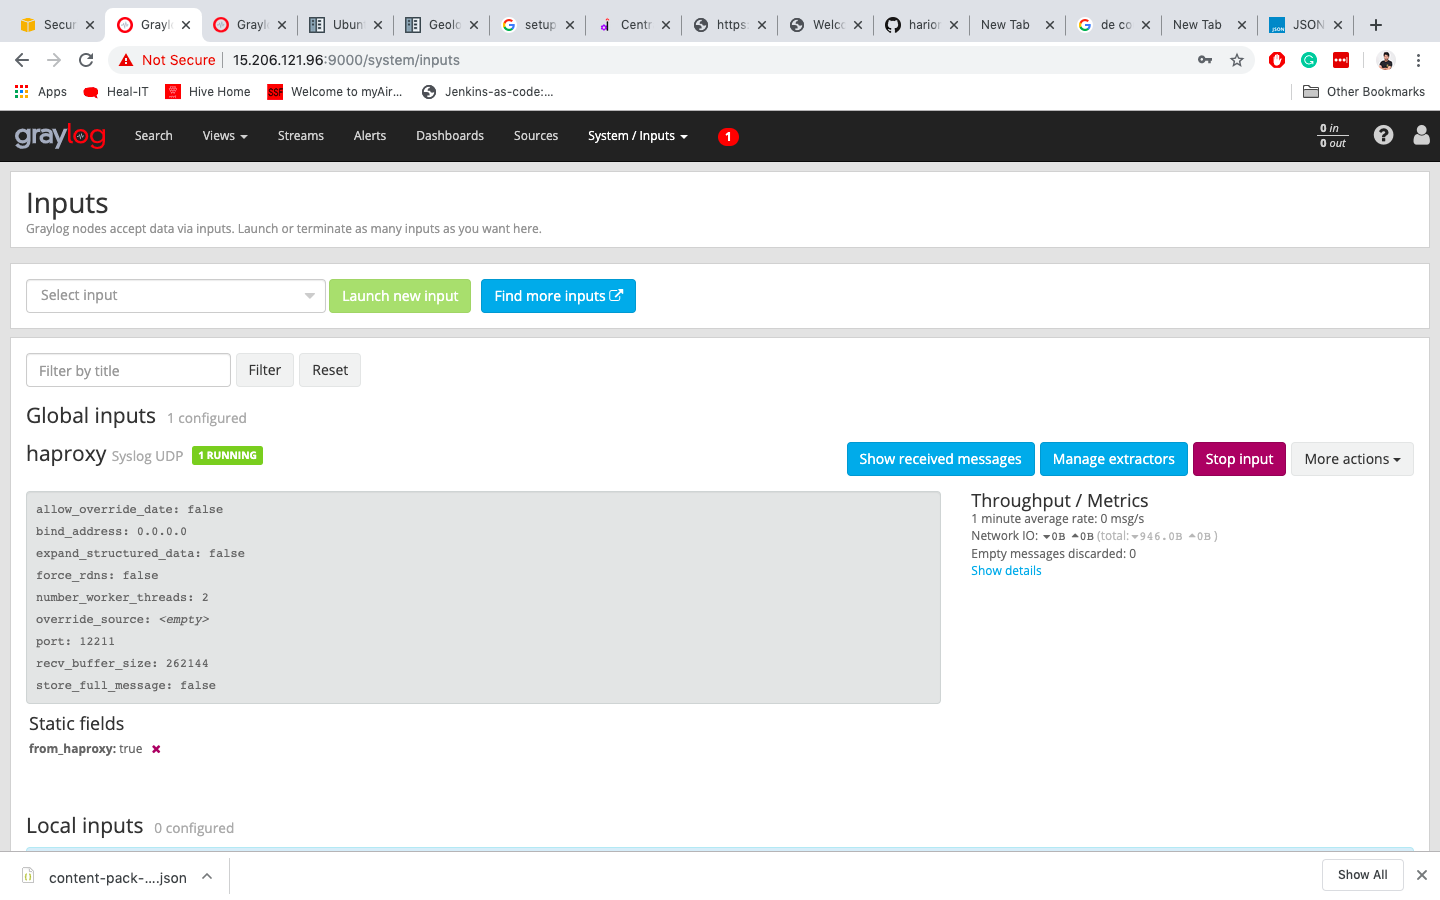 Secur
Grayl
Grayl
Ubunt
Geolo
setup
Centr
https:
Welco
harior
New Tab
de co
New Tab
JSON
Not Secure
15.206.121.96:9000/system/inputs
Apps
Heal-IT
Hive Home
Welcome to myAir...
Jenkins-as-code:...
Other Bookmarks
graylog
Search
Views
Streams
Alerts
Dashboards
Sources
System / Inputs
1
0 in
0 out
Inputs
Graylog nodes accept data via inputs. Launch or terminate as many inputs as you want here.
Select input
Launch new input
Find more inputs
Filter by title
Filter
Reset
Global inputs 1 configured
haproxy Syslog UDP 1 RUNNING
Show received messages
Manage extractors
Stop input
More actions
allow_override_date: false
bind_address: 0.0.0.0
expand_structured_data: false
force_rdns: false
number_worker_threads: 2
override_source: <empty>
port: 12211
recv_buffer_size: 262144
store_full_message: false
Throughput / Metrics
1 minute average rate: 0 msg/s
Network IO: 0B 0B (total: 946.0B 0B )
Empty messages discarded: 0
Show details
Static fields
from_haproxy: true
Local inputs 0 configured
content-pack-....json
Show All